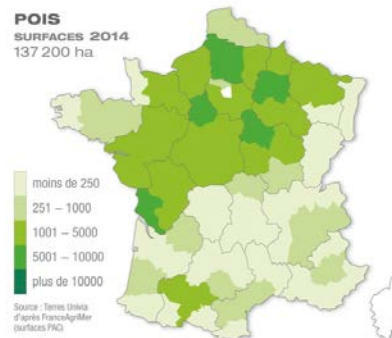 POIS
SURFACES 2014
137 200 ha
moins de 250
251 – 1000
1001 – 5000
5001 – 10000
plus de 10000
Source : Terres Univia
d'après FranceAgriMer
(surfaces PAC)